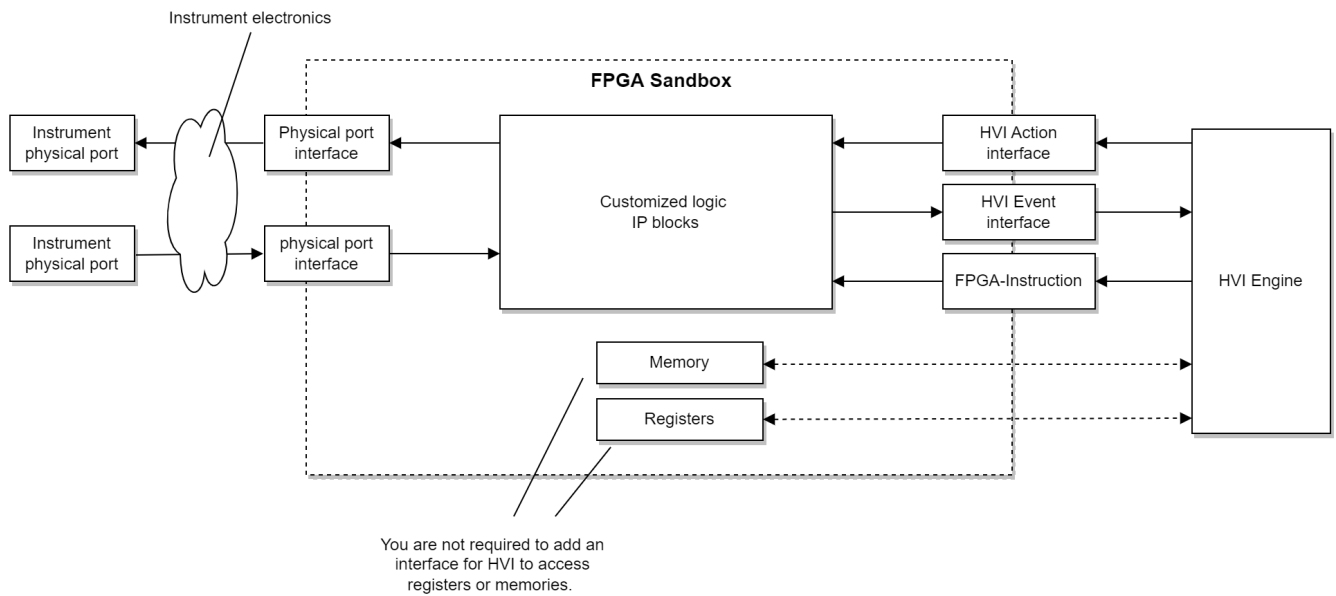 Instrument electronics
FPGA Sandbox
Instrument
physical port
Physical port
interface
Customized logic
IP blocks
HVI Action
interface
HVI Event
interface
Instrument
physical port
physical port
interface
FPGA-Instruction
HVI Engine
Memory
Registers
You are not required to add an
interface for HVI to access
registers or memories.